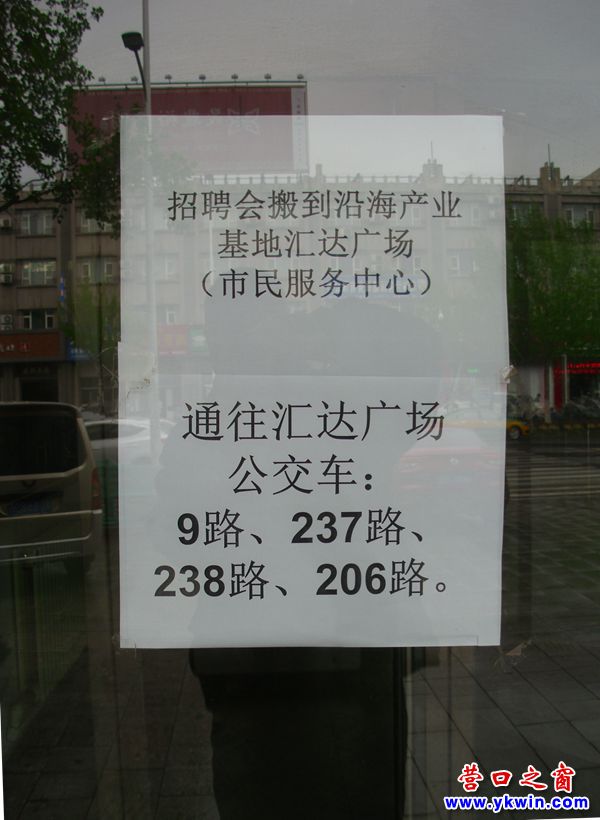 招聘会搬到沿海产业
基地汇达广场
（市民服务中心）
通往汇达广场
公交车：
9路、237路、
238路、206路。
营口之窗
www.ykwin.com